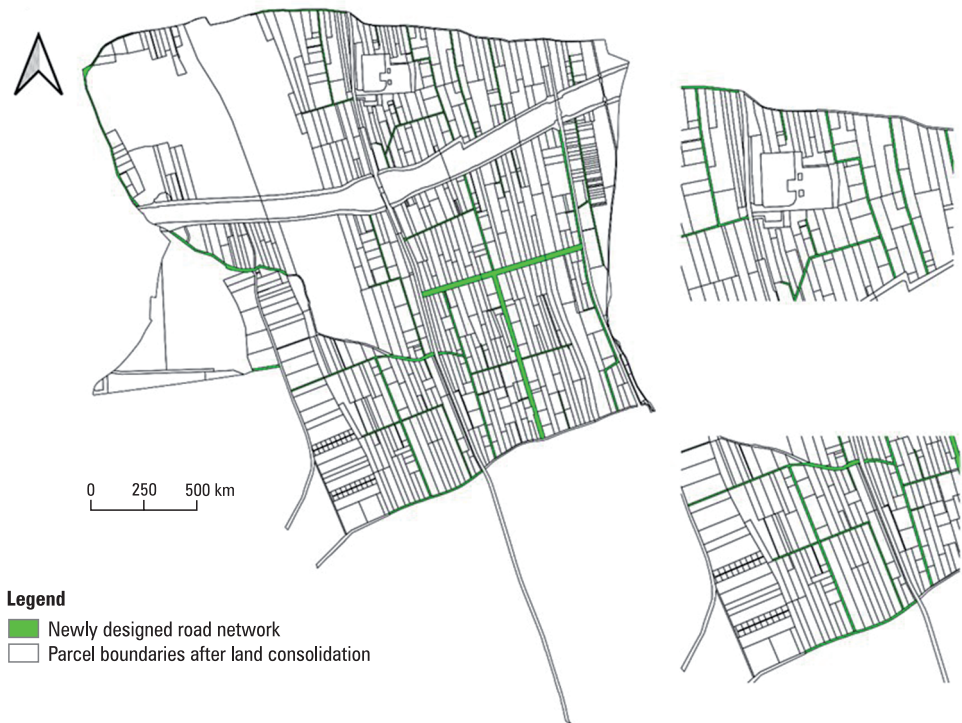 0 250 500 km
Legend
Newly designed road network
Parcel boundaries after land consolidation